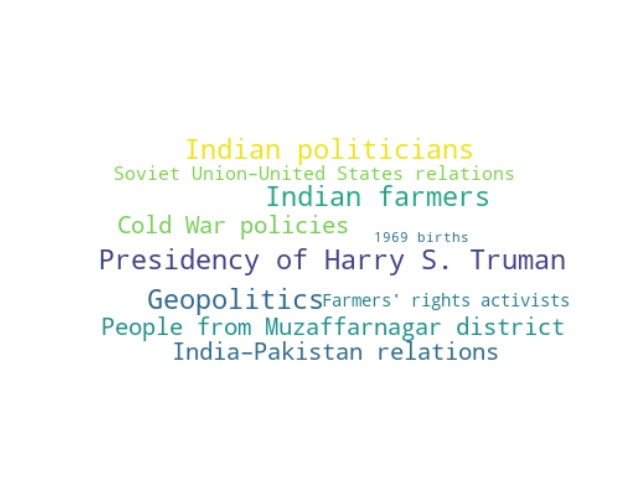 Indian politicians
Soviet Union–United States relations
Indian farmers
Cold War policies
1969 births
Presidency of Harry S. Truman
Geopolitics
Farmers' rights activists
People from Muzaffarnagar district
India–Pakistan relations